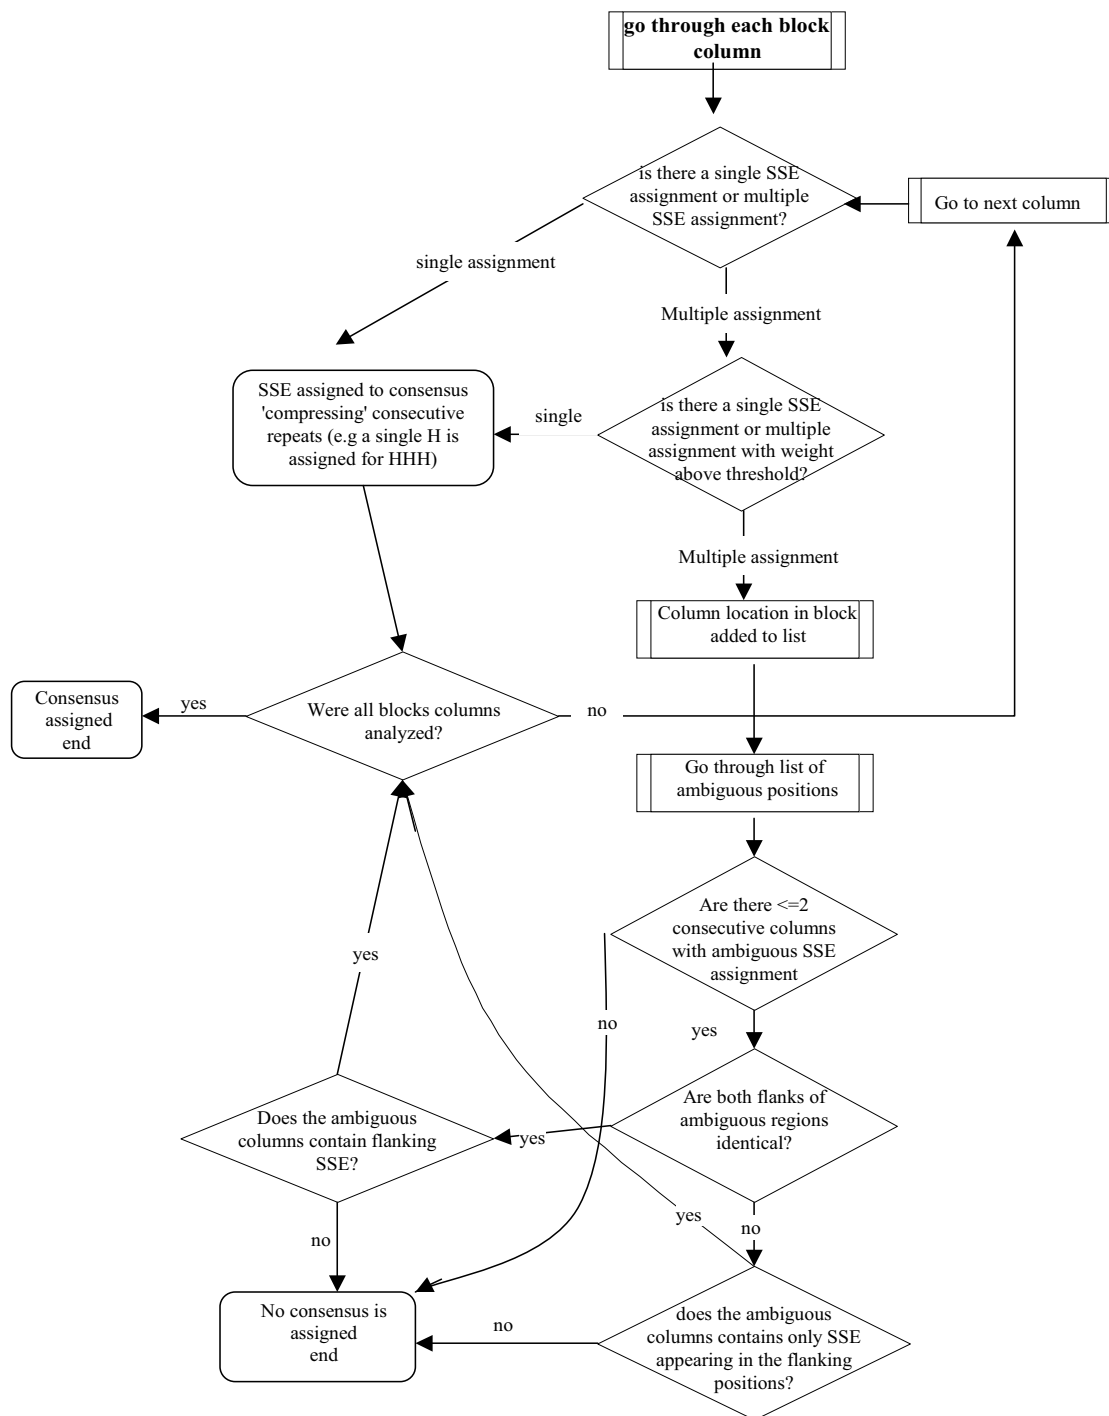 go through each block
column
is there a single SSE
assignment or multiple
SSE assignment?
Go to next column
single assignment
Multiple assignment
SSE assigned to consensus
'compressing' consecutive
repeats (e.g a single H is
assigned for HHH)
single
is there a single SSE
assignment or multiple
assignment with weight
above threshold?
Multiple assignment
Column location in block
added to list
Consensus
assigned
end
yes
Were all blocks columns
analyzed?
no
Go through list of
ambiguous positions
Are there <=2
consecutive columns
with ambiguous SSE
assignment
yes
no
yes
Does the ambiguous
columns contain flanking
SSE?
yes
Are both flanks of
ambiguous regions
identical?
yes
no
no
No consensus is
assigned
end
no
does the ambiguous
columns contains only SSE
appearing in the flanking
positions?